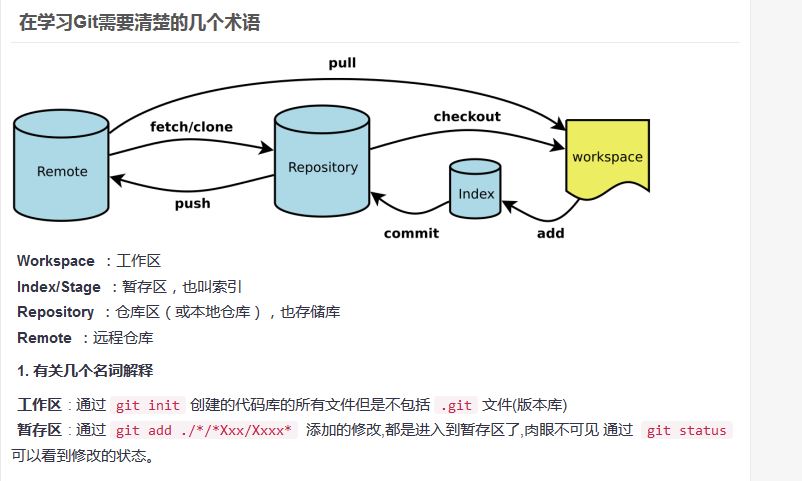 在学习Git需要清楚的几个术语
pull
fetch/clone
checkout
Remote
Repository
workspace
Index
push
commit
add
Workspace ：工作区
Index/Stage ：暂存区，也叫索引
Repository ：仓库区（或本地仓库），也存储库
Remote ：远程仓库
1. 有关几个名词解释
工作区：通过 git init 创建的代码库的所有文件但是不包括 .git 文件(版本库)
暂存区：通过 git add ./*/*Xxx/Xxxx* 添加的修改,都是进入到暂存区了,肉眼不可见 通过 git status
可以看到修改的状态。